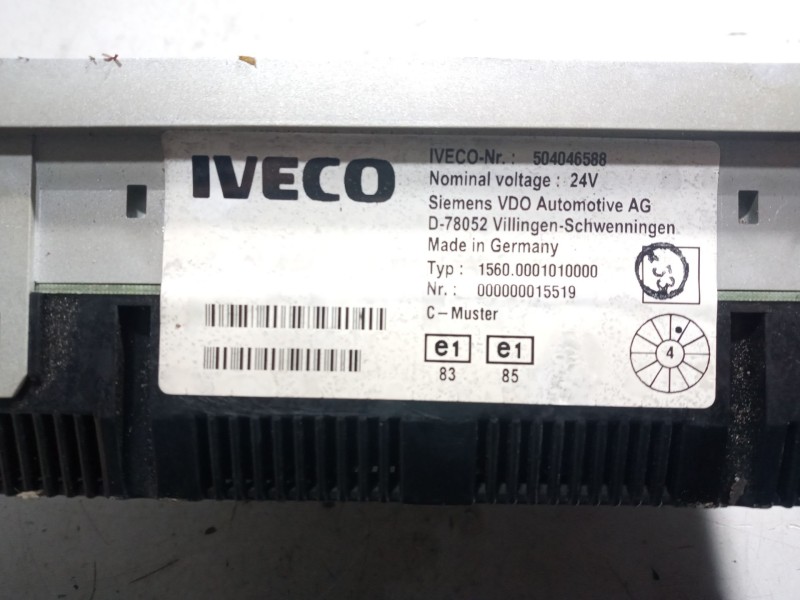 IVECO
IVECO-Nr. : 504046588
Nominal voltage : 24V
Siemens VDO Automotive AG
D-78052 Villingen-Schwenningen
Made in Germany
Typ : 1560.0001010000
Nr. : 000000015519
C-Muster
e1 e1
83 85
53
4